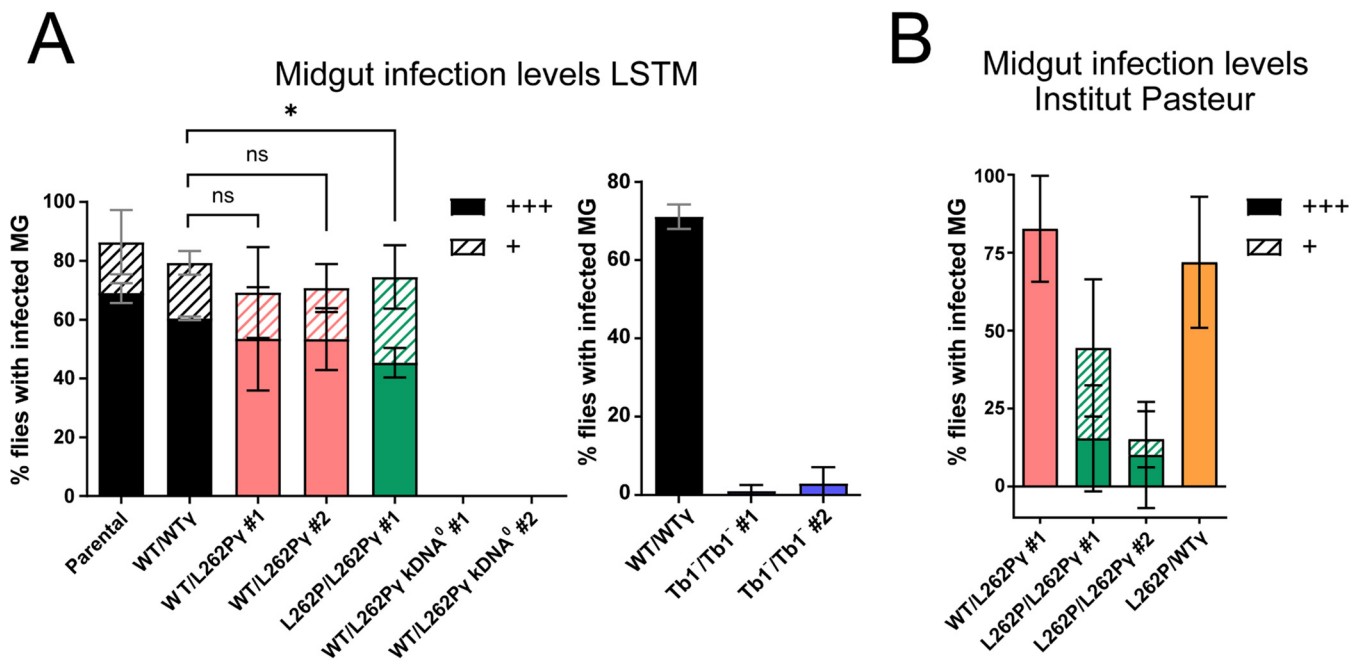 A
Midgut infection levels LSTM
*
ns
ns
+++
+
% flies with infected MG
100
80
60
40
20
0
Parental
WT/WTγ
WT/L262Pγ #1
WT/L262Pγ #2
L262P/L262Pγ #1
WT/L262Pγ kDNA⁰ #1
WT/L262Pγ kDNA⁰ #2
% flies with infected MG
80
60
40
20
0
WT/WTγ
Tb1⁻/Tb1⁻ #1
Tb1⁻/Tb1⁻ #2
B
Midgut infection levels
Institut Pasteur
+++
+
% flies with infected MG
100
75
50
25
0
WT/L262Pγ #1
L262P/L262Pγ #1
L262P/L262Pγ #2
L262P/WTγ